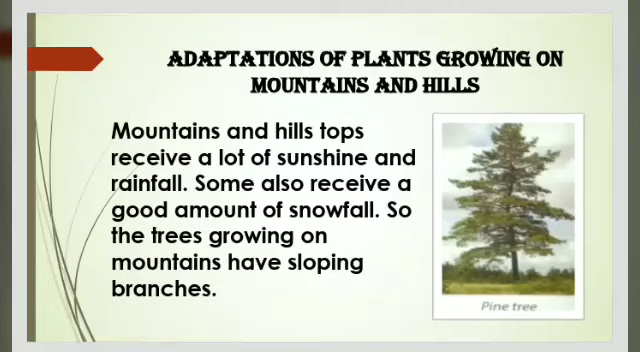 ADAPTATIONS OF PLANTS GROWING ON
MOUNTAINS AND HILLS
Mountains and hills tops
receive a lot of sunshine and
rainfall. Some also receive a
good amount of snowfall. So
the trees growing on
mountains have sloping
branches.
Pine tree